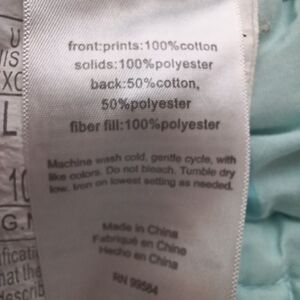 front:prints:100%cotton
solids:100%polyester
back:50%cotton,
50%polyester
fiber fill:100%polyester
Machine wash cold, gentle cycle, with
like colors. Do not bleach. Tumble dry
low. Iron on lowest setting as needed.
Made in China
Fabriqué en Chine
Hecho en China
RN 99584
L